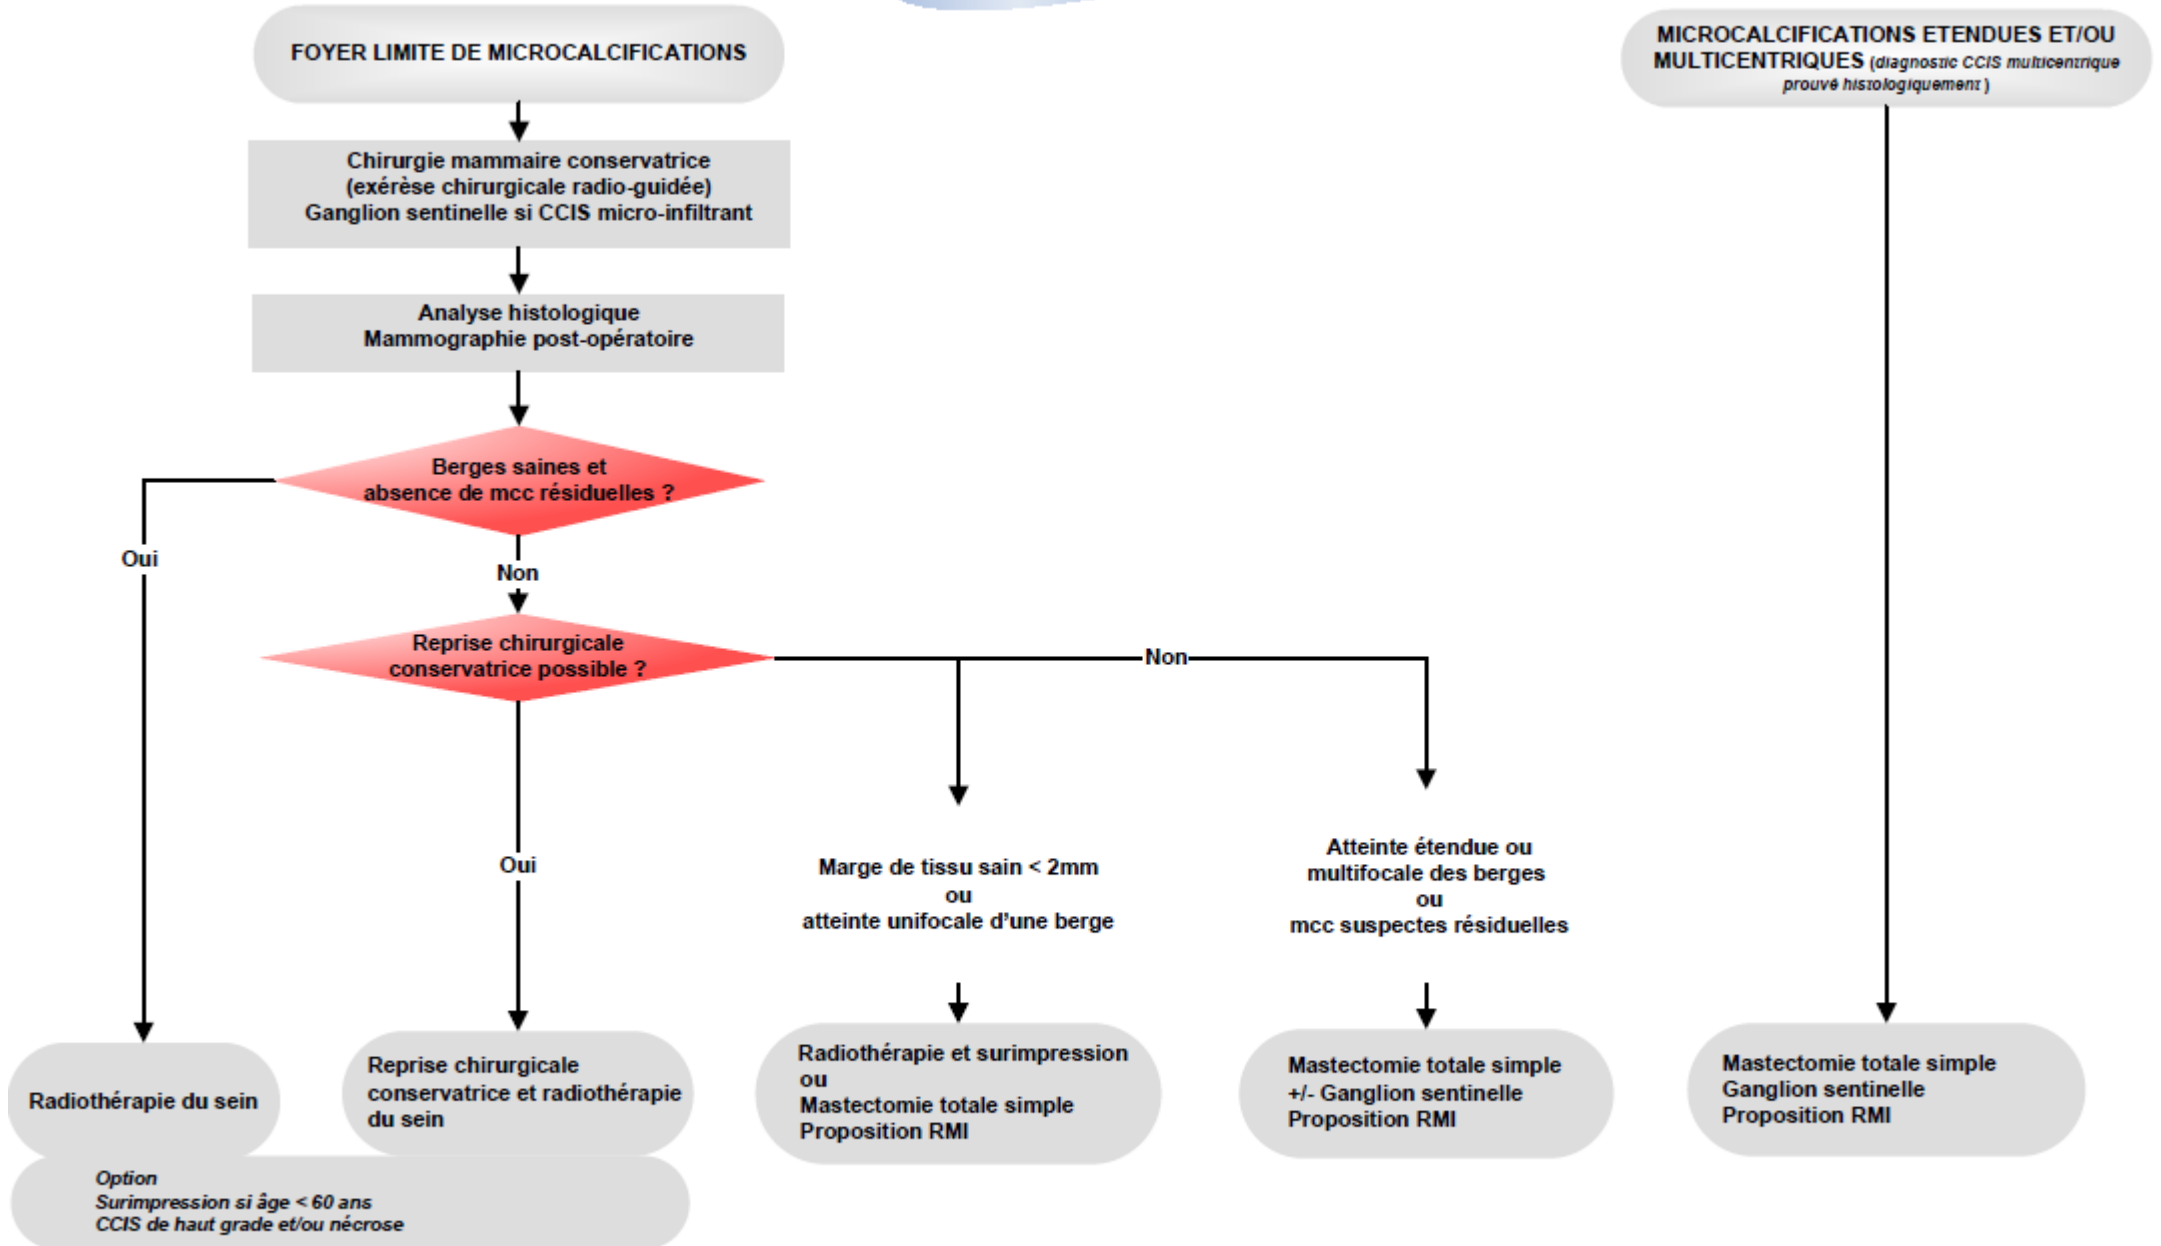 FOYER LIMITE DE MICROCALCIFICATIONS
MICROCALCIFICATIONS ETENDUES ET/OU
MULTICENTRIQUES (diagnostic CCIS multicentrique
prouvé histologiquement )
Chirurgie mammaire conservatrice
(exérèse chirurgicale radio-guidée)
Ganglion sentinelle si CCIS micro-infiltrant
Analyse histologique
Mammographie post-opératoire
Berges saines et
absence de mcc résiduelles ?
Oui
Non
Reprise chirurgicale
conservatrice possible ?
Non
Oui
Marge de tissu sain < 2mm
ou
atteinte unifocale d'une berge
Atteinte étendue ou
multifocale des berges
ou
mcc suspectes résiduelles
Radiothérapie du sein
Reprise chirurgicale
conservatrice et radiothérapie
du sein
Radiothérapie et surimpression
ou
Mastectomie totale simple
Proposition RMI
Mastectomie totale simple
+/- Ganglion sentinelle
Proposition RMI
Mastectomie totale simple
Ganglion sentinelle
Proposition RMI
Option
Surimpression si âge < 60 ans
CCIS de haut grade et/ou nécrose